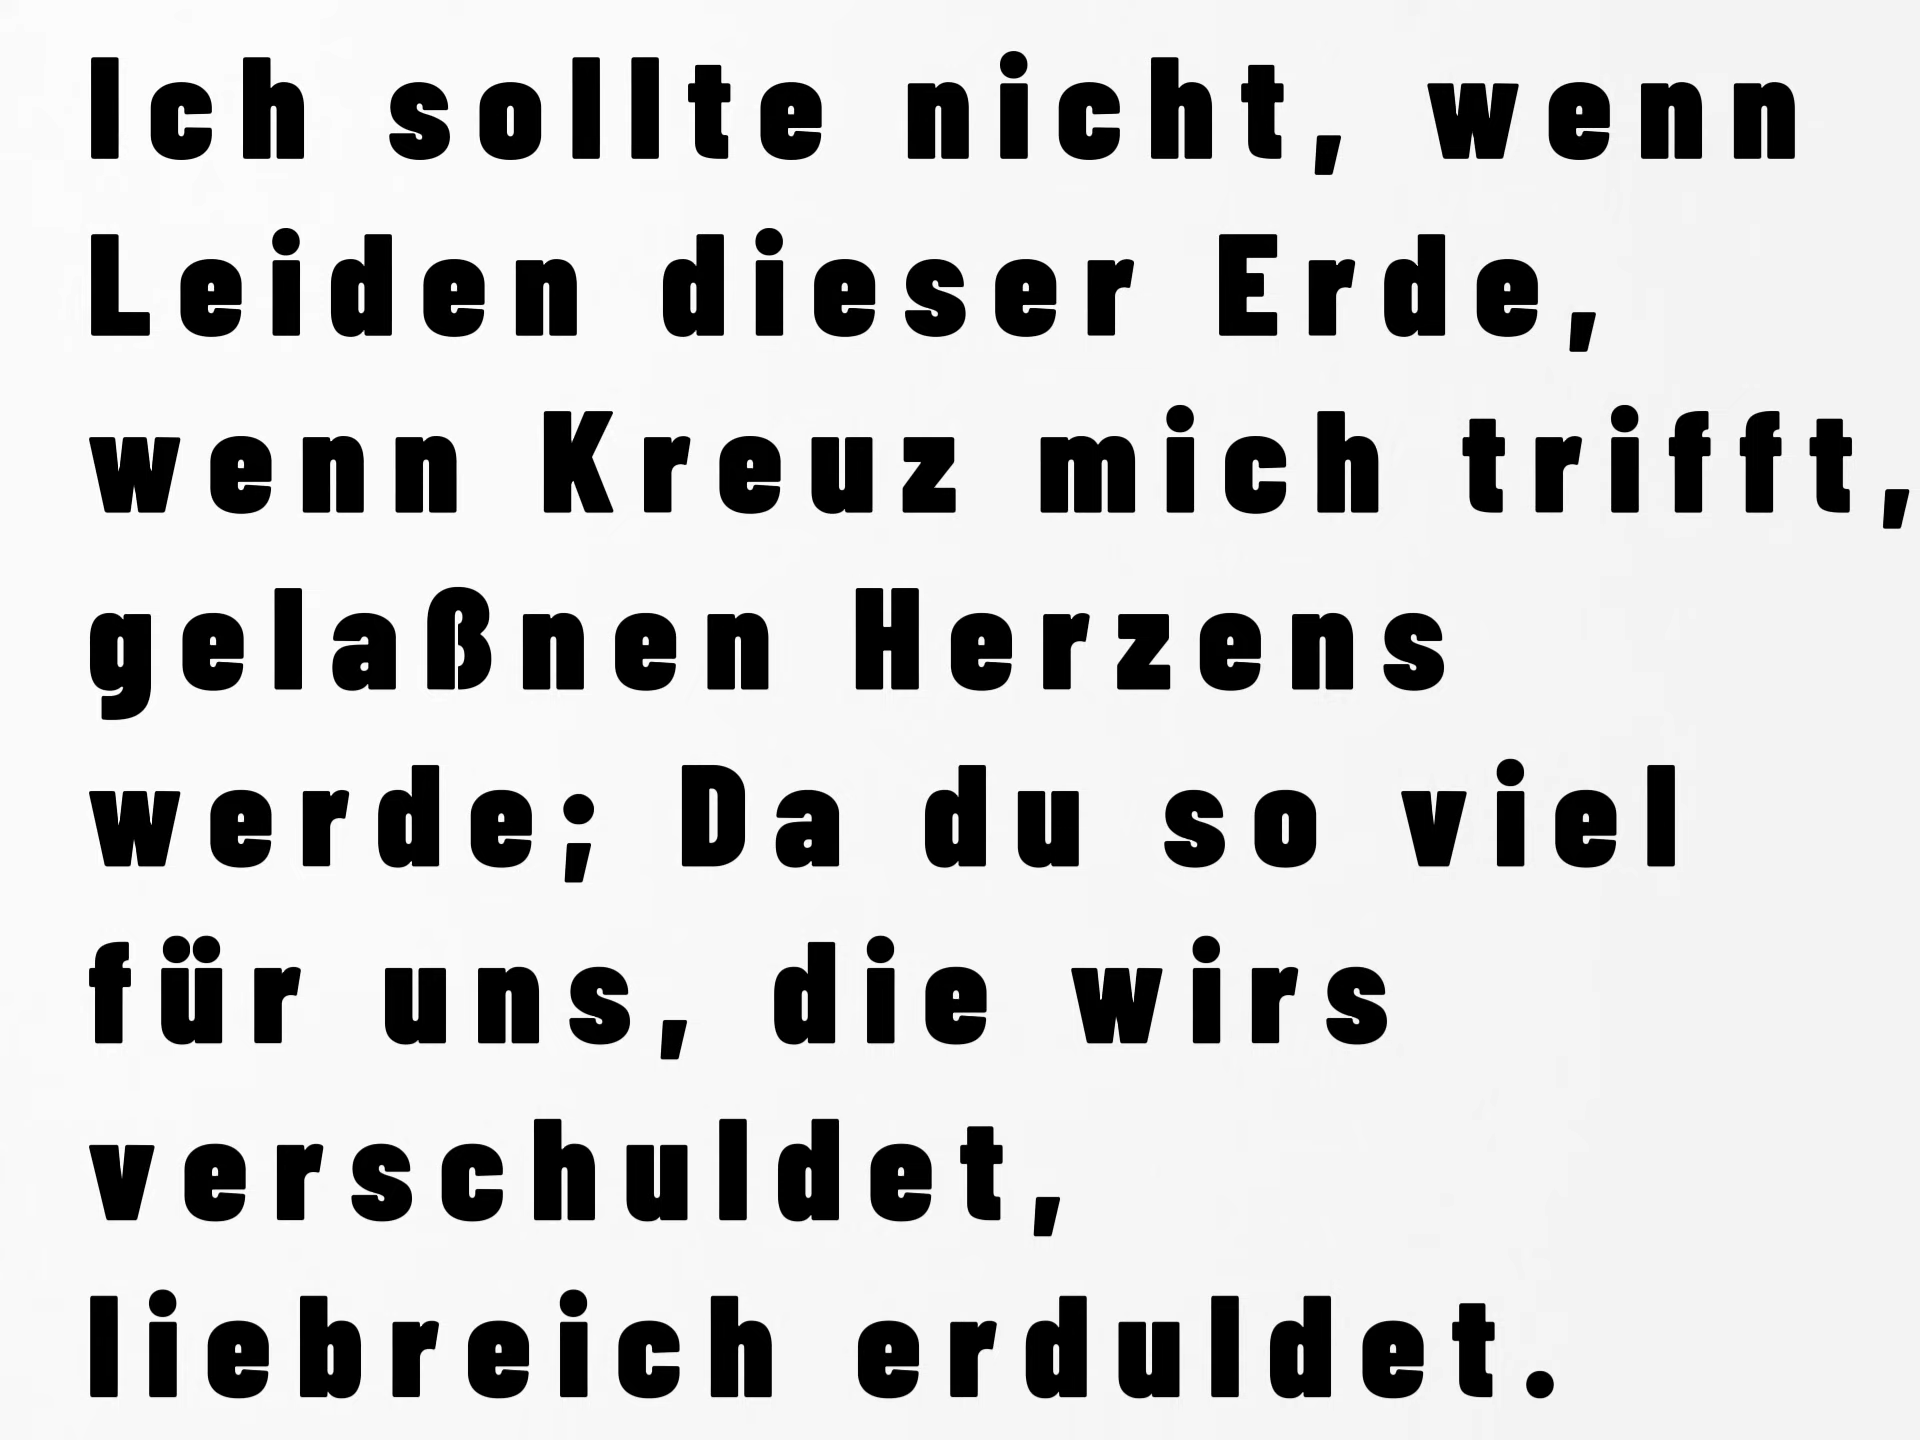 Ich sollte nicht, wenn
Leiden dieser Erde,
wenn Kreuz mich trifft,
gelaßnen Herzens
werde; Da du so viel
für uns, die wirs
verschuldet,
liebreich erduldet.